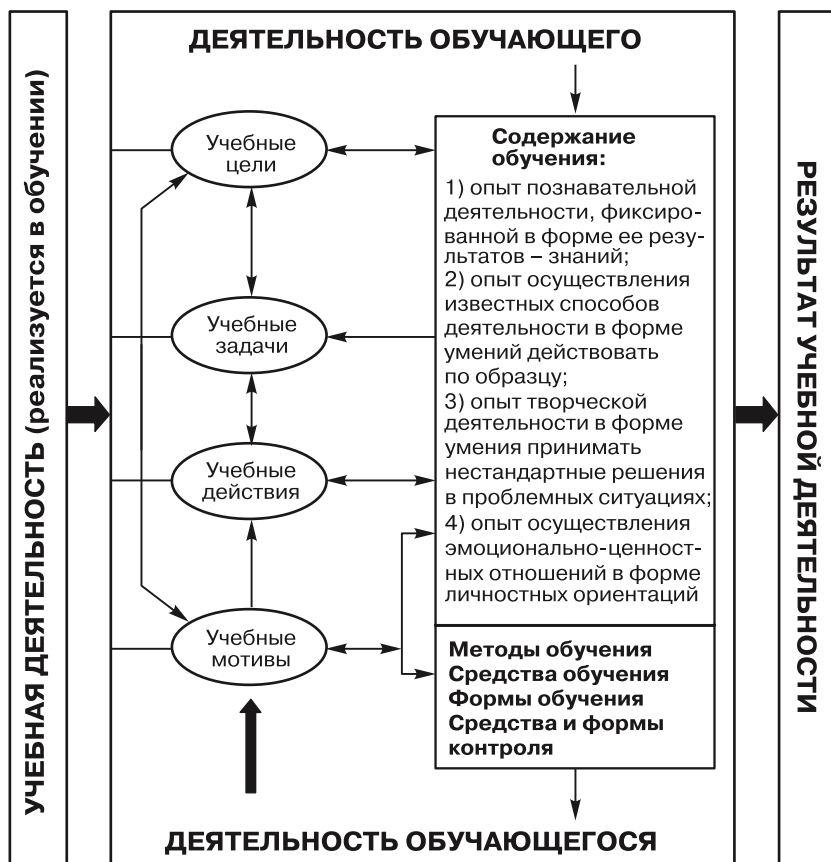 УЧЕБНАЯ ДЕЯТЕЛЬНОСТЬ (реализуется в обучении)
ДЕЯТЕЛЬНОСТЬ ОБУЧАЮЩЕГО
Учебные
цели
Учебные
задачи
Учебные
действия
Учебные
мотивы
Содержание
обучения:
1) опыт познавательной
деятельности, фиксиро-
ванной в форме ее резуль-
татов – знаний;
2) опыт осуществления
известных способов
деятельности в форме
умений действовать
по образцу;
3) опыт творческой
деятельности в форме
умения принимать
нестандартные решения
в проблемных ситуациях;
4) опыт осуществления
эмоционально-ценност-
ных отношений в форме
личностных ориентаций
Методы обучения
Средства обучения
Формы обучения
Средства и формы
контроля
ДЕЯТЕЛЬНОСТЬ ОБУЧАЮЩЕГОСЯ
РЕЗУЛЬТАТ УЧЕБНОЙ ДЕЯТЕЛЬНОСТИ